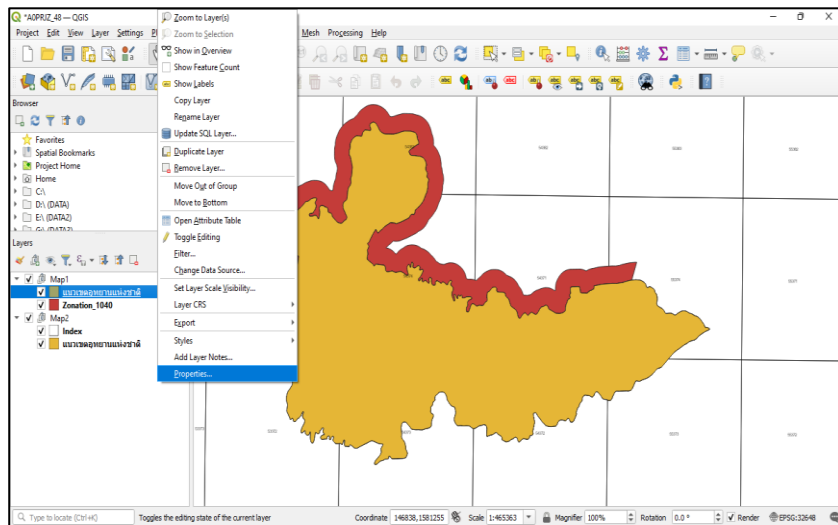 *AOPRIZ_48 — QGIS
Project Edit View Layer Settings Mesh Processing Help
Browser
Favorites
Spatial Bookmarks
Project Home
Home
C:\
D:\ (DATA)
E:\ (DATA2)
Layers
Map1
แนวเขตอุทยานแห่งชาติ
Zonation_1040
Map2
Index
แนวเขตอุทยานแห่งชาติ
Zoom to Layer(s)
Zoom to Selection
Show in Overview
Show Feature Count
Show Labels
Copy Layer
Rename Layer
Update SQL Layer...
Duplicate Layer
Remove Layer...
Move Out of Group
Move to Bottom
Open Attribute Table
Toggle Editing
Filter...
Change Data Source...
Set Layer Scale Visibility...
Layer CRS
Export
Styles
Add Layer Notes...
Properties...
Type to locate (Ctrl+K) Toggles the editing state of the current layer Coordinate 146838,1581255 Scale 1:465363 Magnifier 100% Rotation 0.0 ° Render EPSG:32648